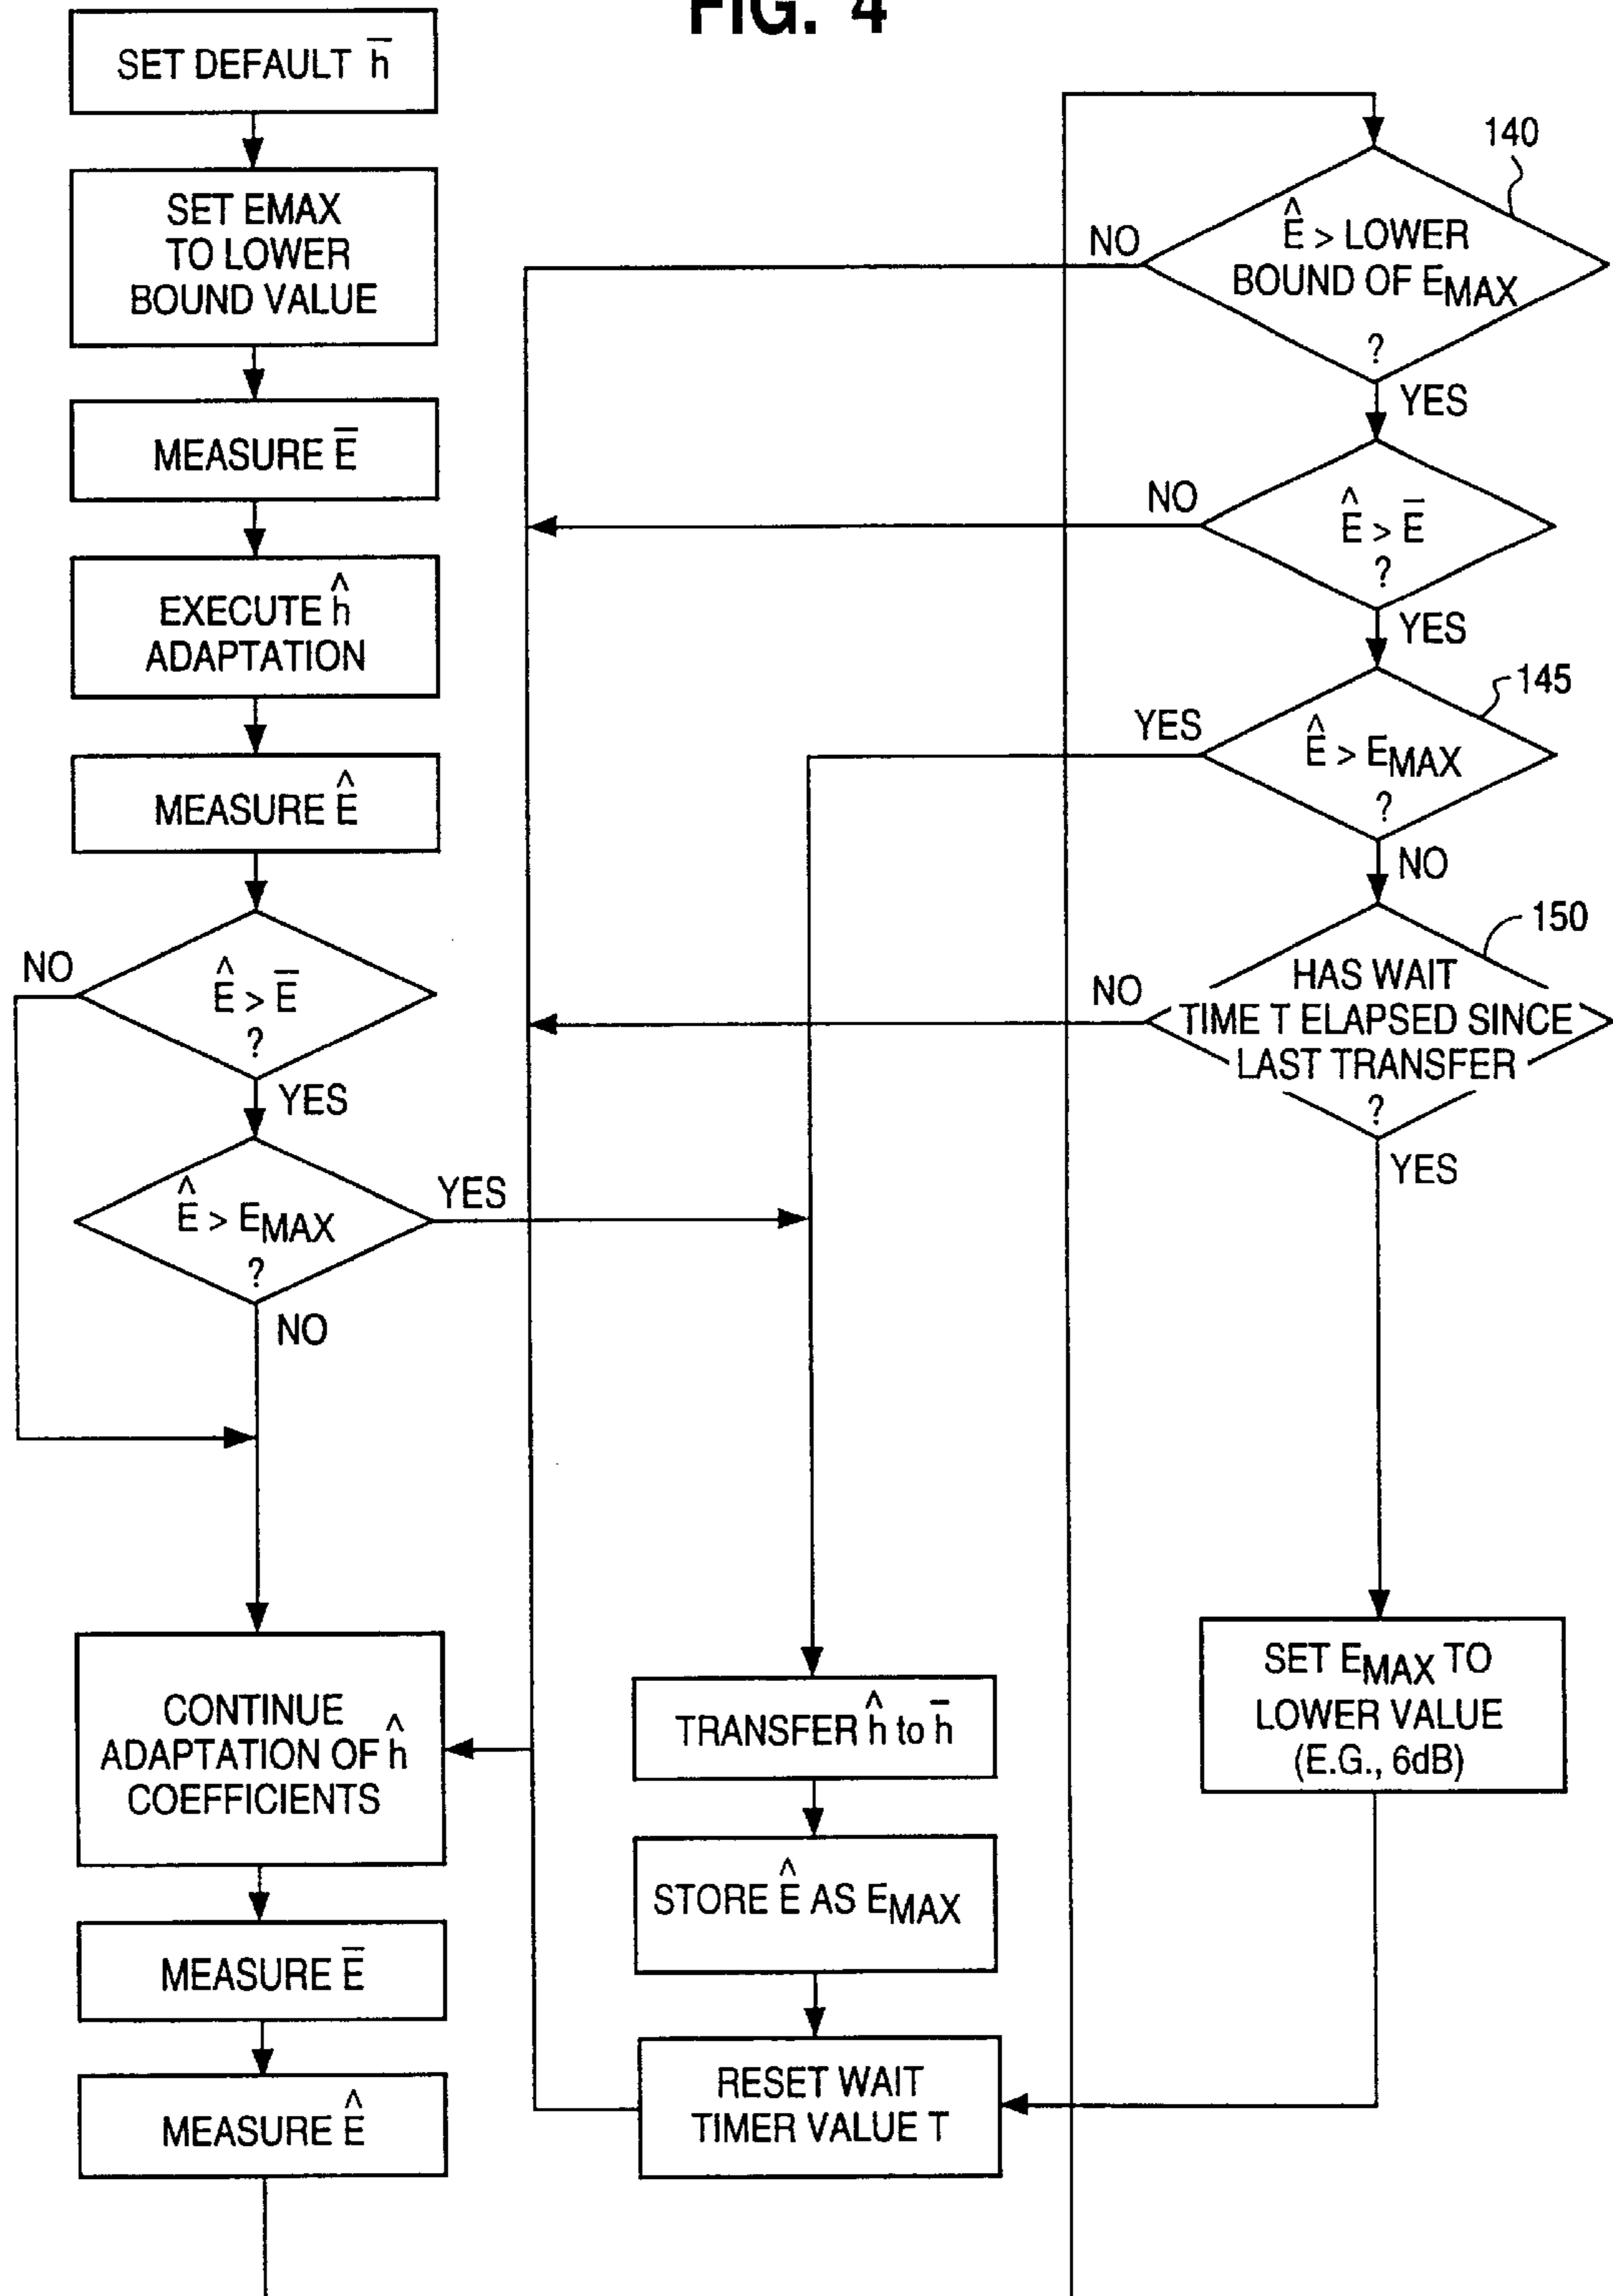 FIG. 4
SET DEFAULT h̅
SET EMAX
TO LOWER
BOUND VALUE
MEASURE E̅
EXECUTE ĥ
ADAPTATION
MEASURE Ê
Ê > E̅
?
NO
YES
Ê > EMAX
?
YES
NO
CONTINUE
ADAPTATION OF ĥ
COEFFICIENTS
MEASURE E̅
MEASURE Ê
140
Ê > LOWER
BOUND OF EMAX
?
NO
YES
Ê > E̅
?
NO
YES
145
Ê > EMAX
?
YES
NO
150
HAS WAIT
TIME T ELAPSED SINCE
LAST TRANSFER
?
NO
YES
SET EMAX TO
LOWER VALUE
(E.G., 6dB)
TRANSFER ĥ to h̅
STORE Ê AS EMAX
RESET WAIT
TIMER VALUE T